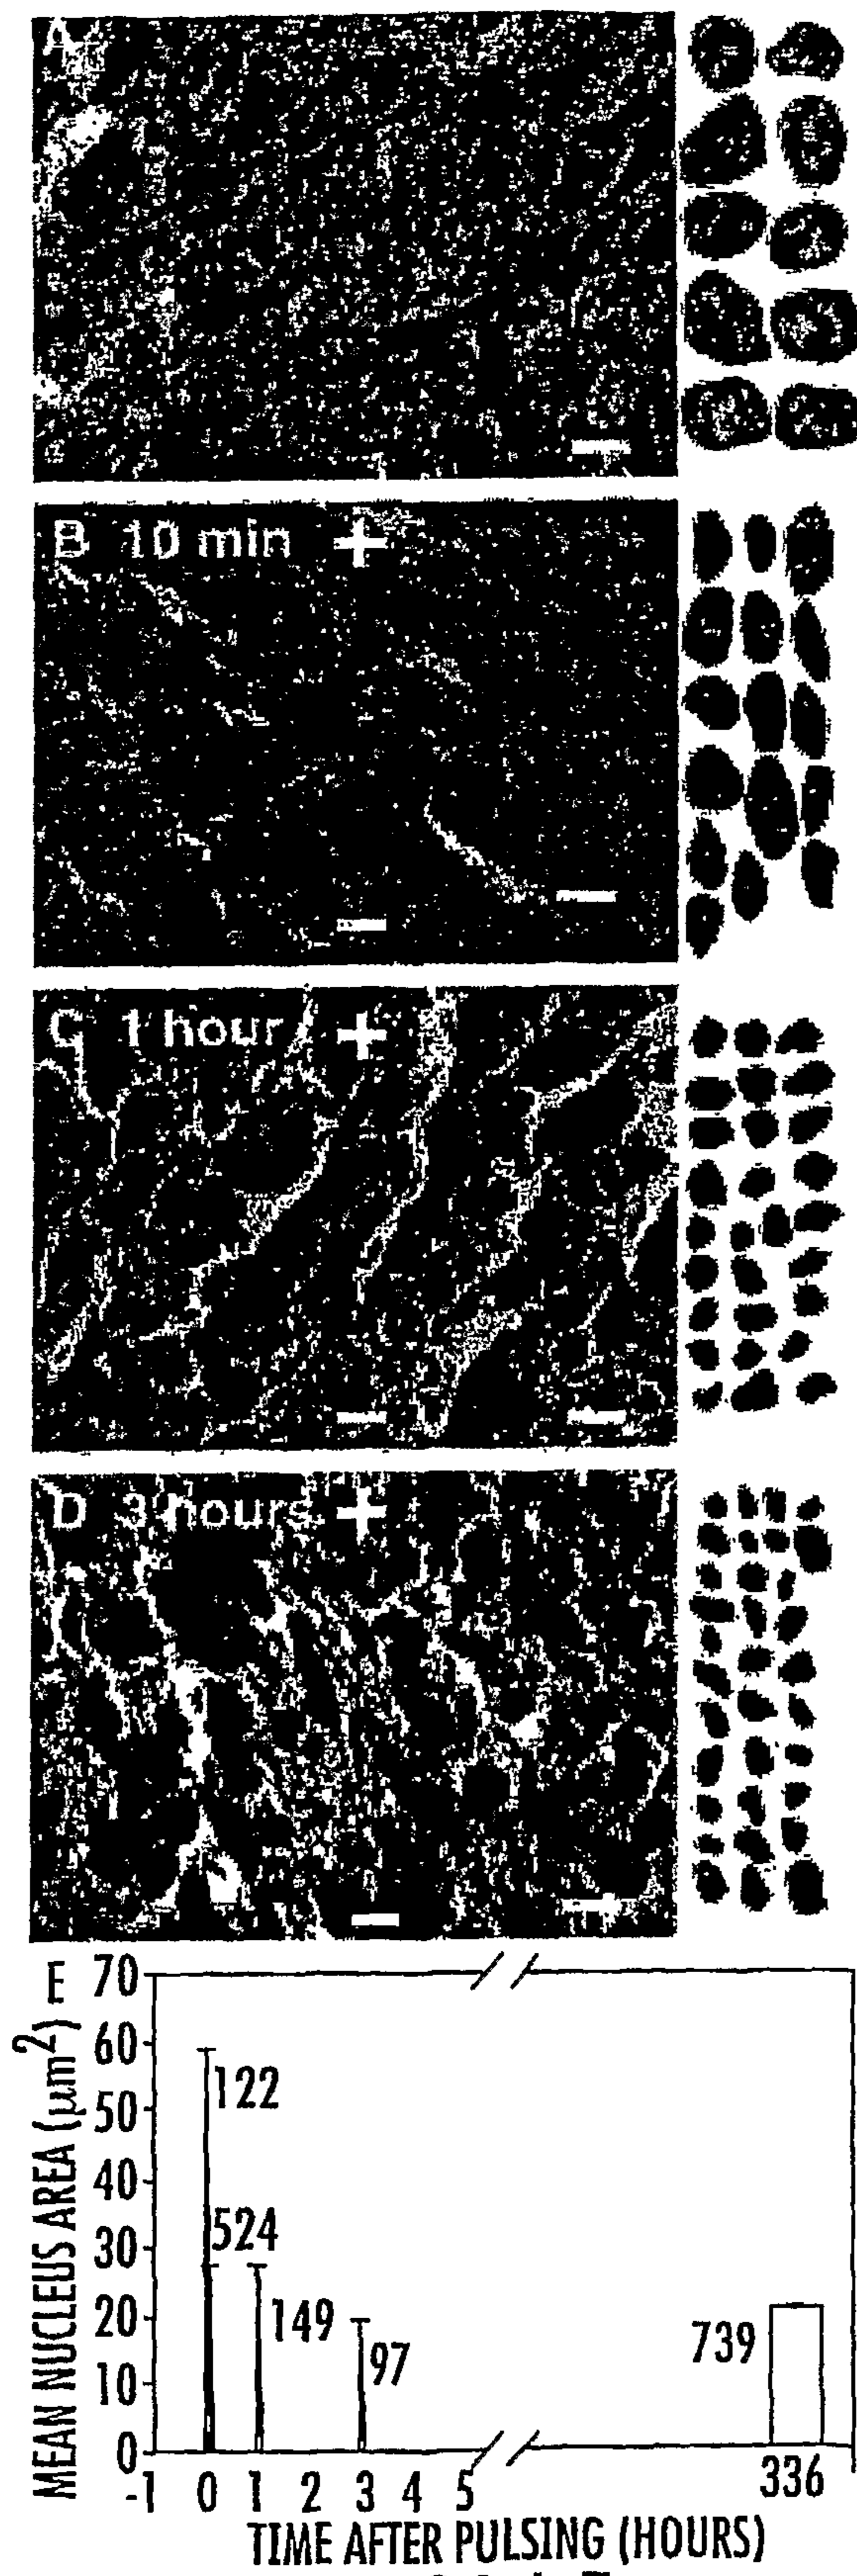 A
B 10 min +
C 1 hour +
D 3 hours +
E
MEAN NUCLEUS AREA (µm²)
70
60
50
40
30
20
10
0
122
524
149
97
739
-1 0 1 2 3 4 5 336
TIME AFTER PULSING (HOURS)